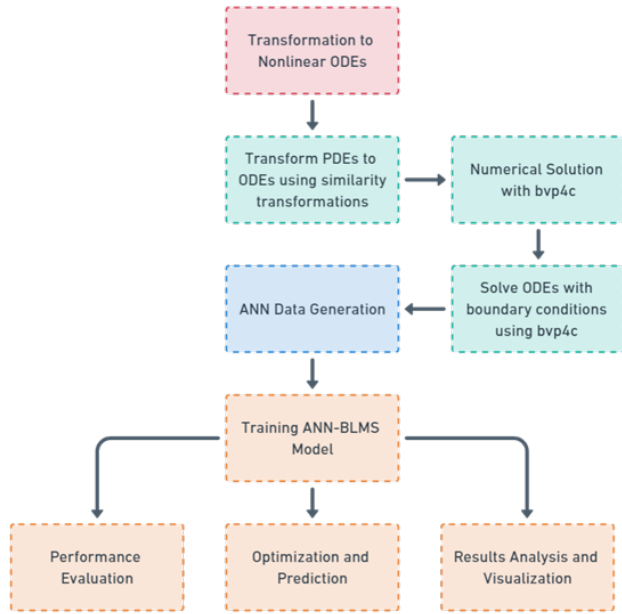 Transformation to
Nonlinear ODEs
Transform PDEs to
ODEs using similarity
transformations
Numerical Solution
with bvp4c
Solve ODEs with
boundary conditions
using bvp4c
ANN Data Generation
Training ANN-BLMS
Model
Performance
Evaluation
Optimization and
Prediction
Results Analysis and
Visualization